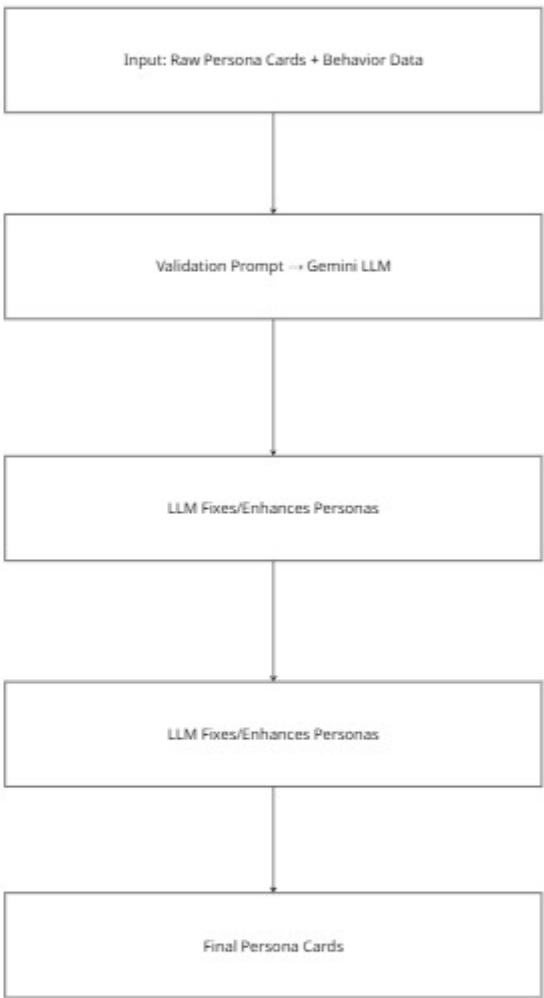 Input: Raw Persona Cards + Behavior Data
Validation Prompt → Gemini LLM
LLM Fixes/Enhances Personas
LLM Fixes/Enhances Personas
Final Persona Cards